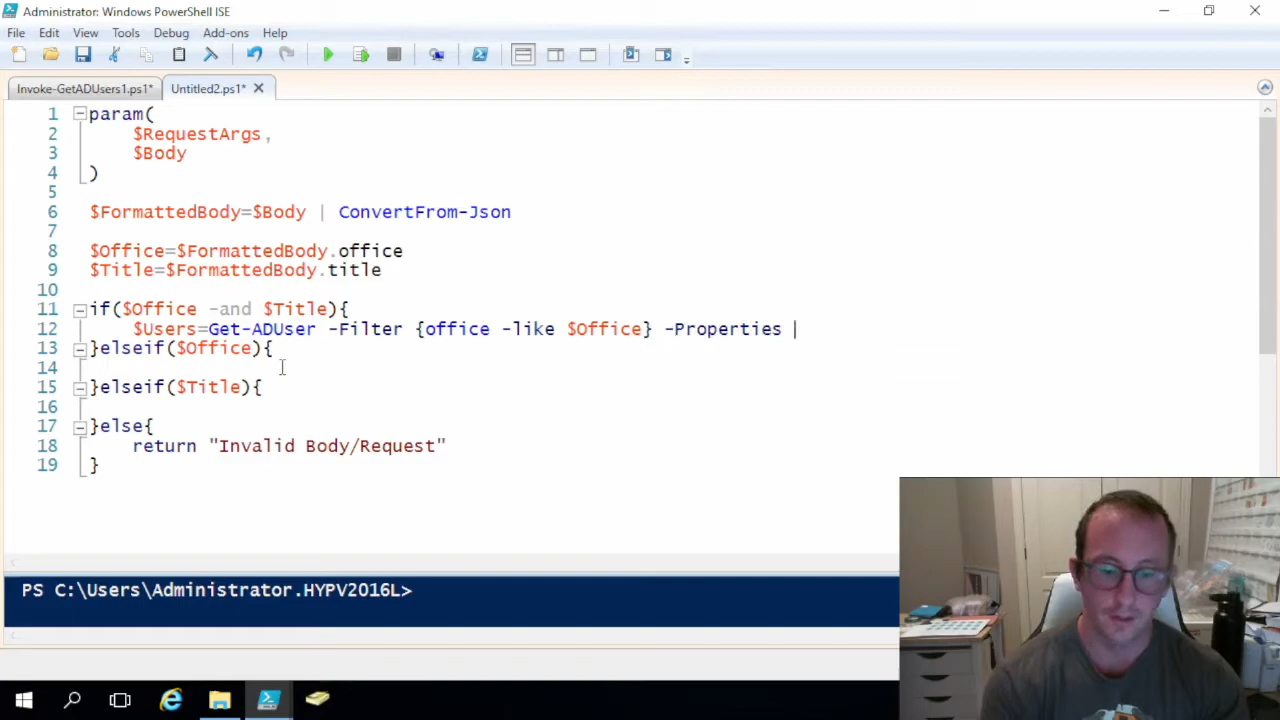 Administrator: Windows PowerShell ISE
File Edit View Tools Debug Add-ons Help
Invoke-GetADUsers1.ps1* Untitled2.ps1*
1 param(
2 $RequestArgs,
3 $Body
4 )
5
6 $FormattedBody=$Body | ConvertFrom-Json
7
8 $Office=$FormattedBody.office
9 $Title=$FormattedBody.title
10
11 if($Office -and $Title){
12 $Users=Get-ADUser -Filter {office -like $Office} -Properties
13 }elseif($Office){
14
15 }elseif($Title){
16
17 }else{
18 return "Invalid Body/Request"
19 }
PS C:\Users\Administrator.HYPV2016L>